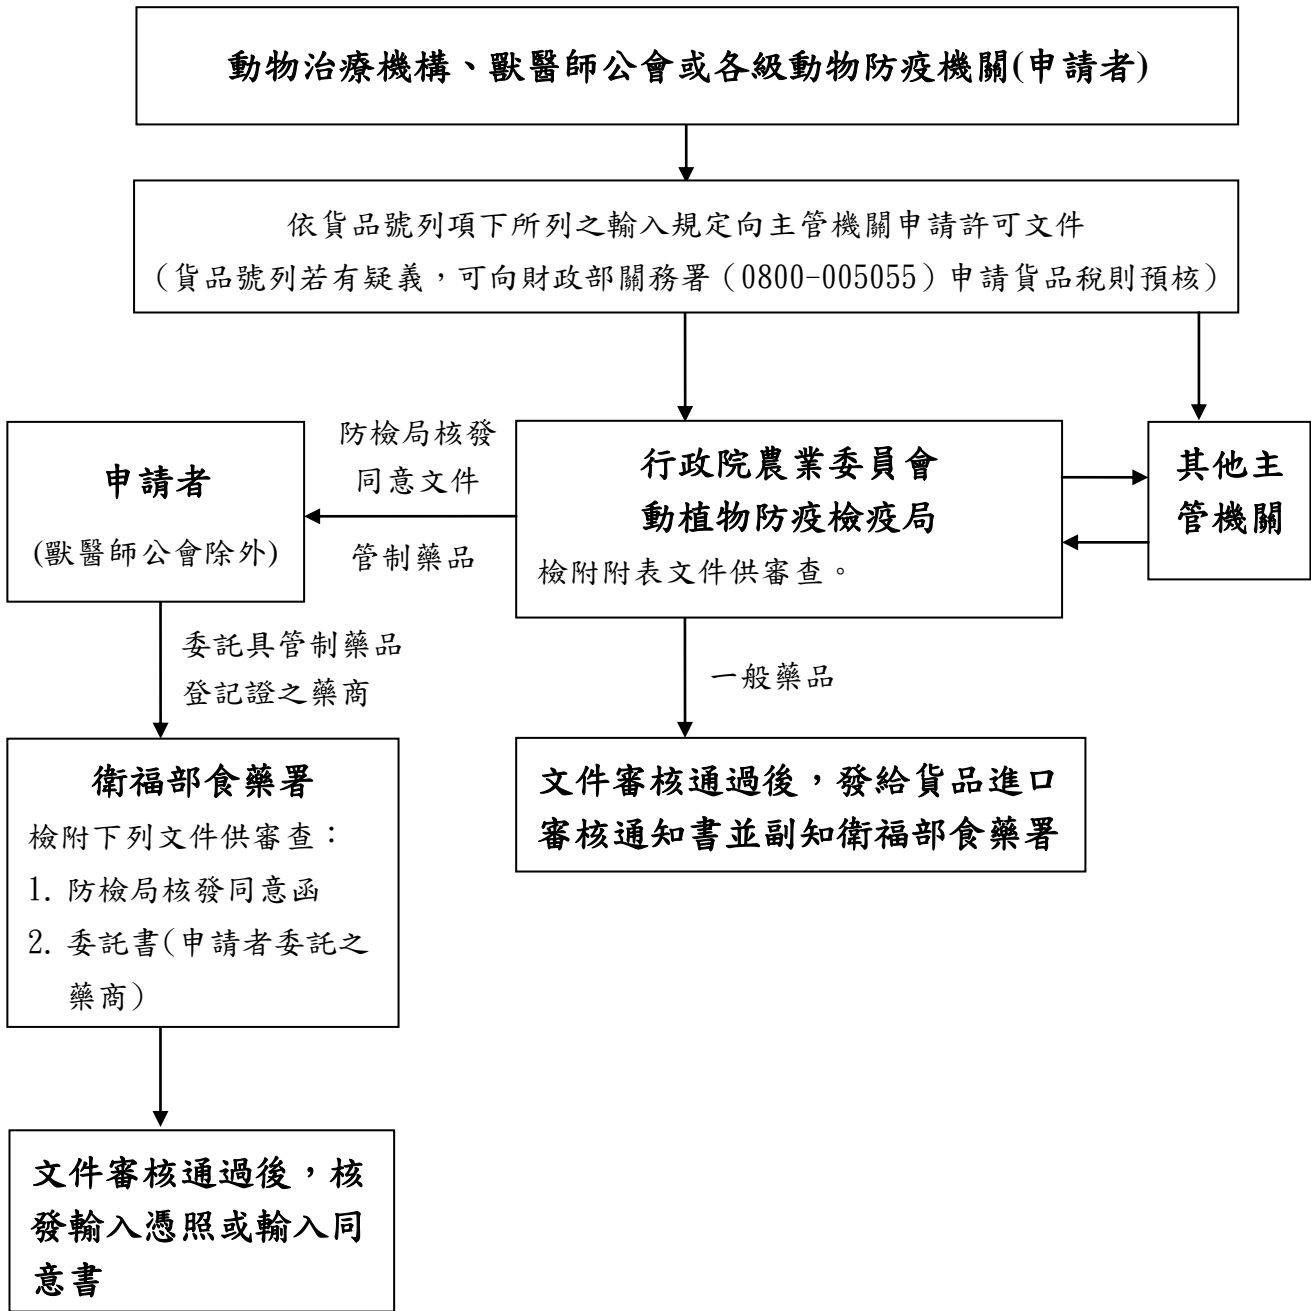 動物治療機構、獸醫師公會或各級動物防疫機關(申請者)
依貨品號列項下所列之輸入規定向主管機關申請許可文件
（貨品號列若有疑義，可向財政部關務署（0800-005055）申請貨品稅則預核）
防檢局核發
同意文件
管制藥品
申請者
(獸醫師公會除外)
行政院農業委員會
動植物防疫檢疫局
檢附附表文件供審查。
其他主
管機關
委託具管制藥品
登記證之藥商
一般藥品
衛福部食藥署
檢附下列文件供審查：
1. 防檢局核發同意函
2. 委託書(申請者委託之
藥商)
文件審核通過後，發給貨品進口
審核通知書並副知衛福部食藥署
文件審核通過後，核
發輸入憑照或輸入同
意書